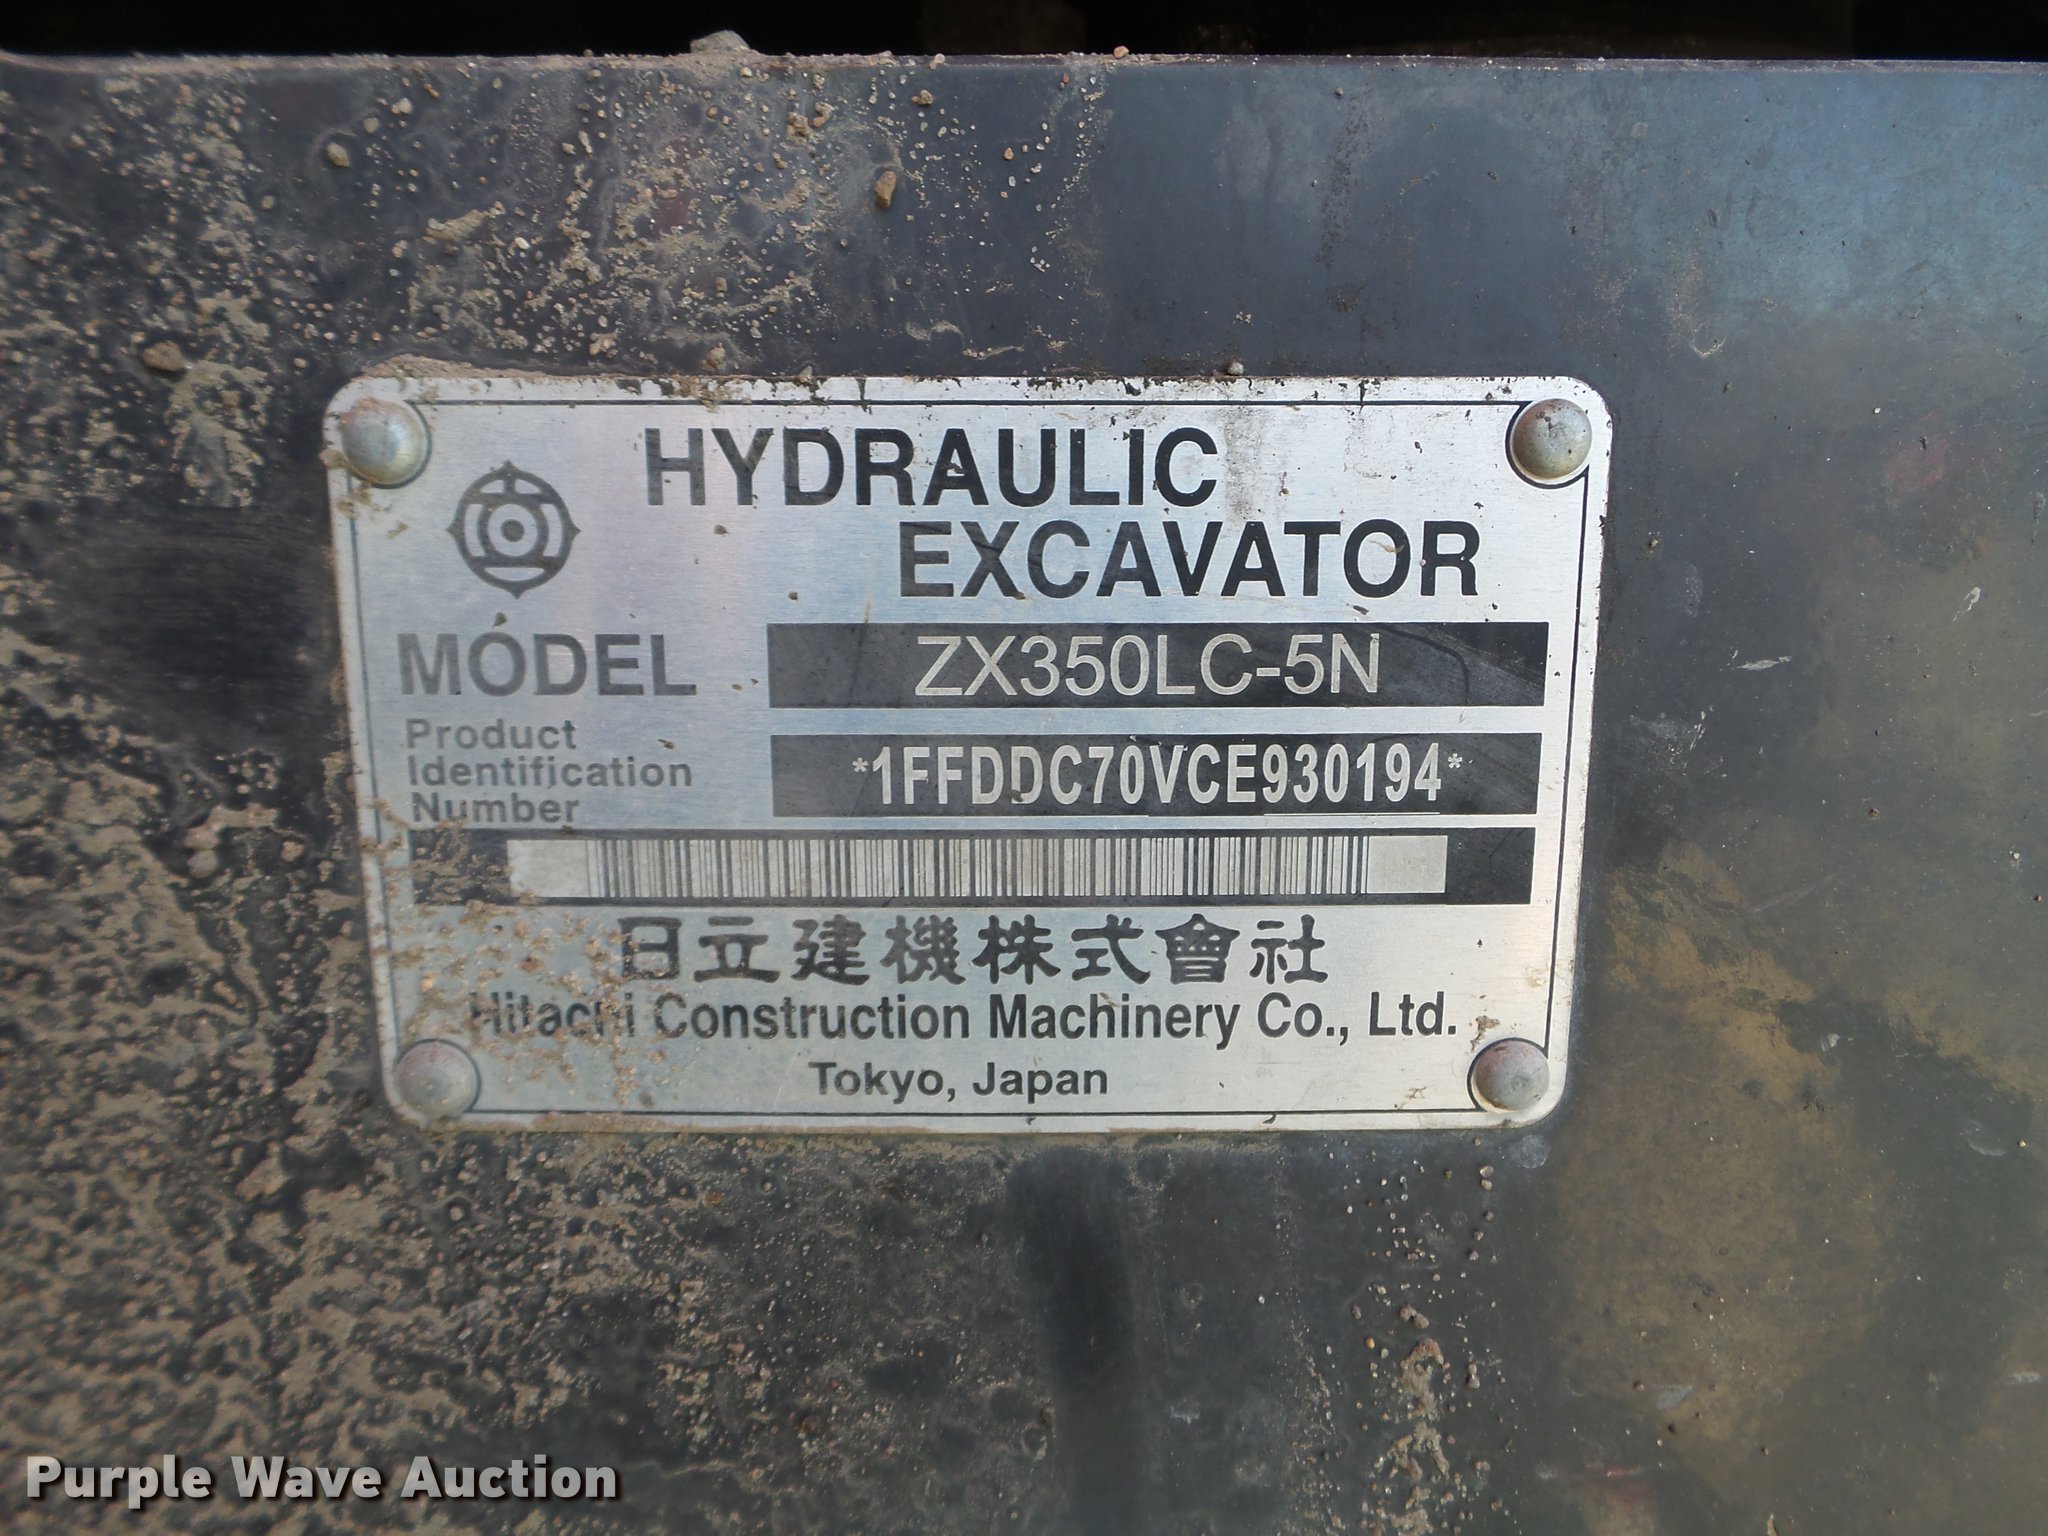 HYDRAULIC
EXCAVATOR
MODEL ZX350LC-5N
Product
Identification
Number
*1FFDDC70VCE930194*
日立建機株式會社
Hitachi Construction Machinery Co., Ltd.
Tokyo, Japan
Purple Wave Auction